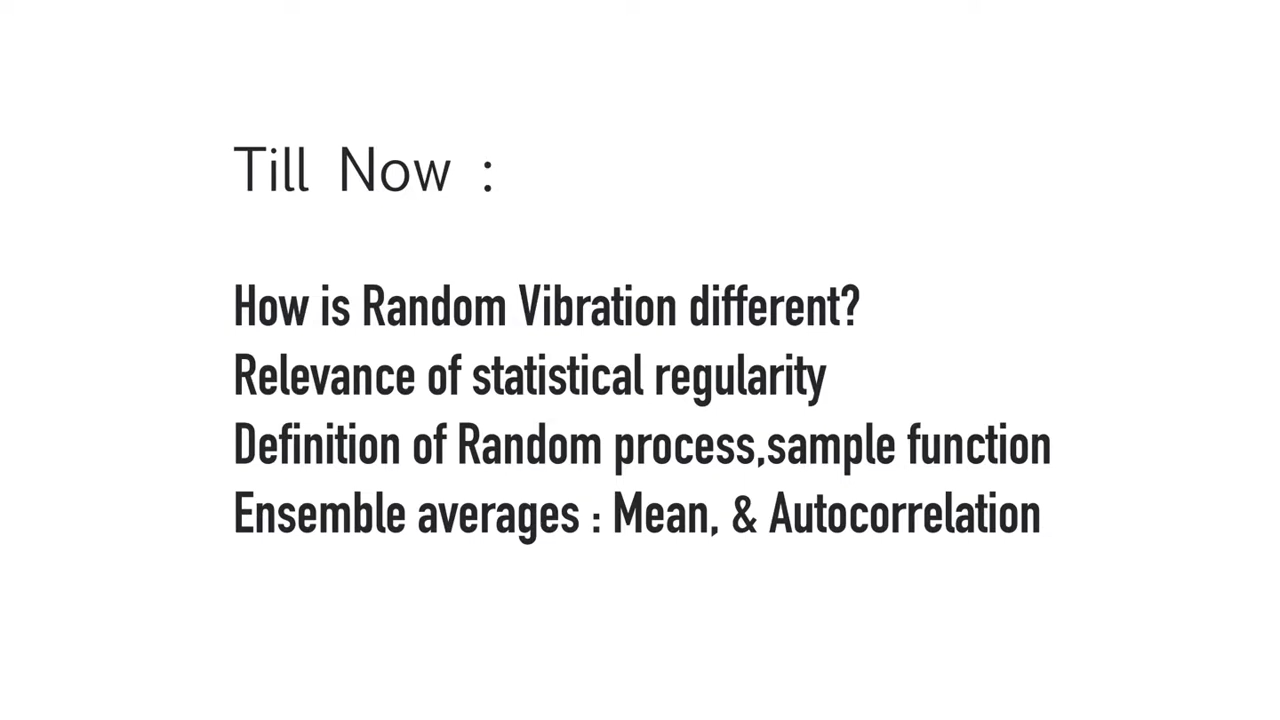 Till Now :
How is Random Vibration different?
Relevance of statistical regularity
Definition of Random process,sample function
Ensemble averages : Mean, & Autocorrelation